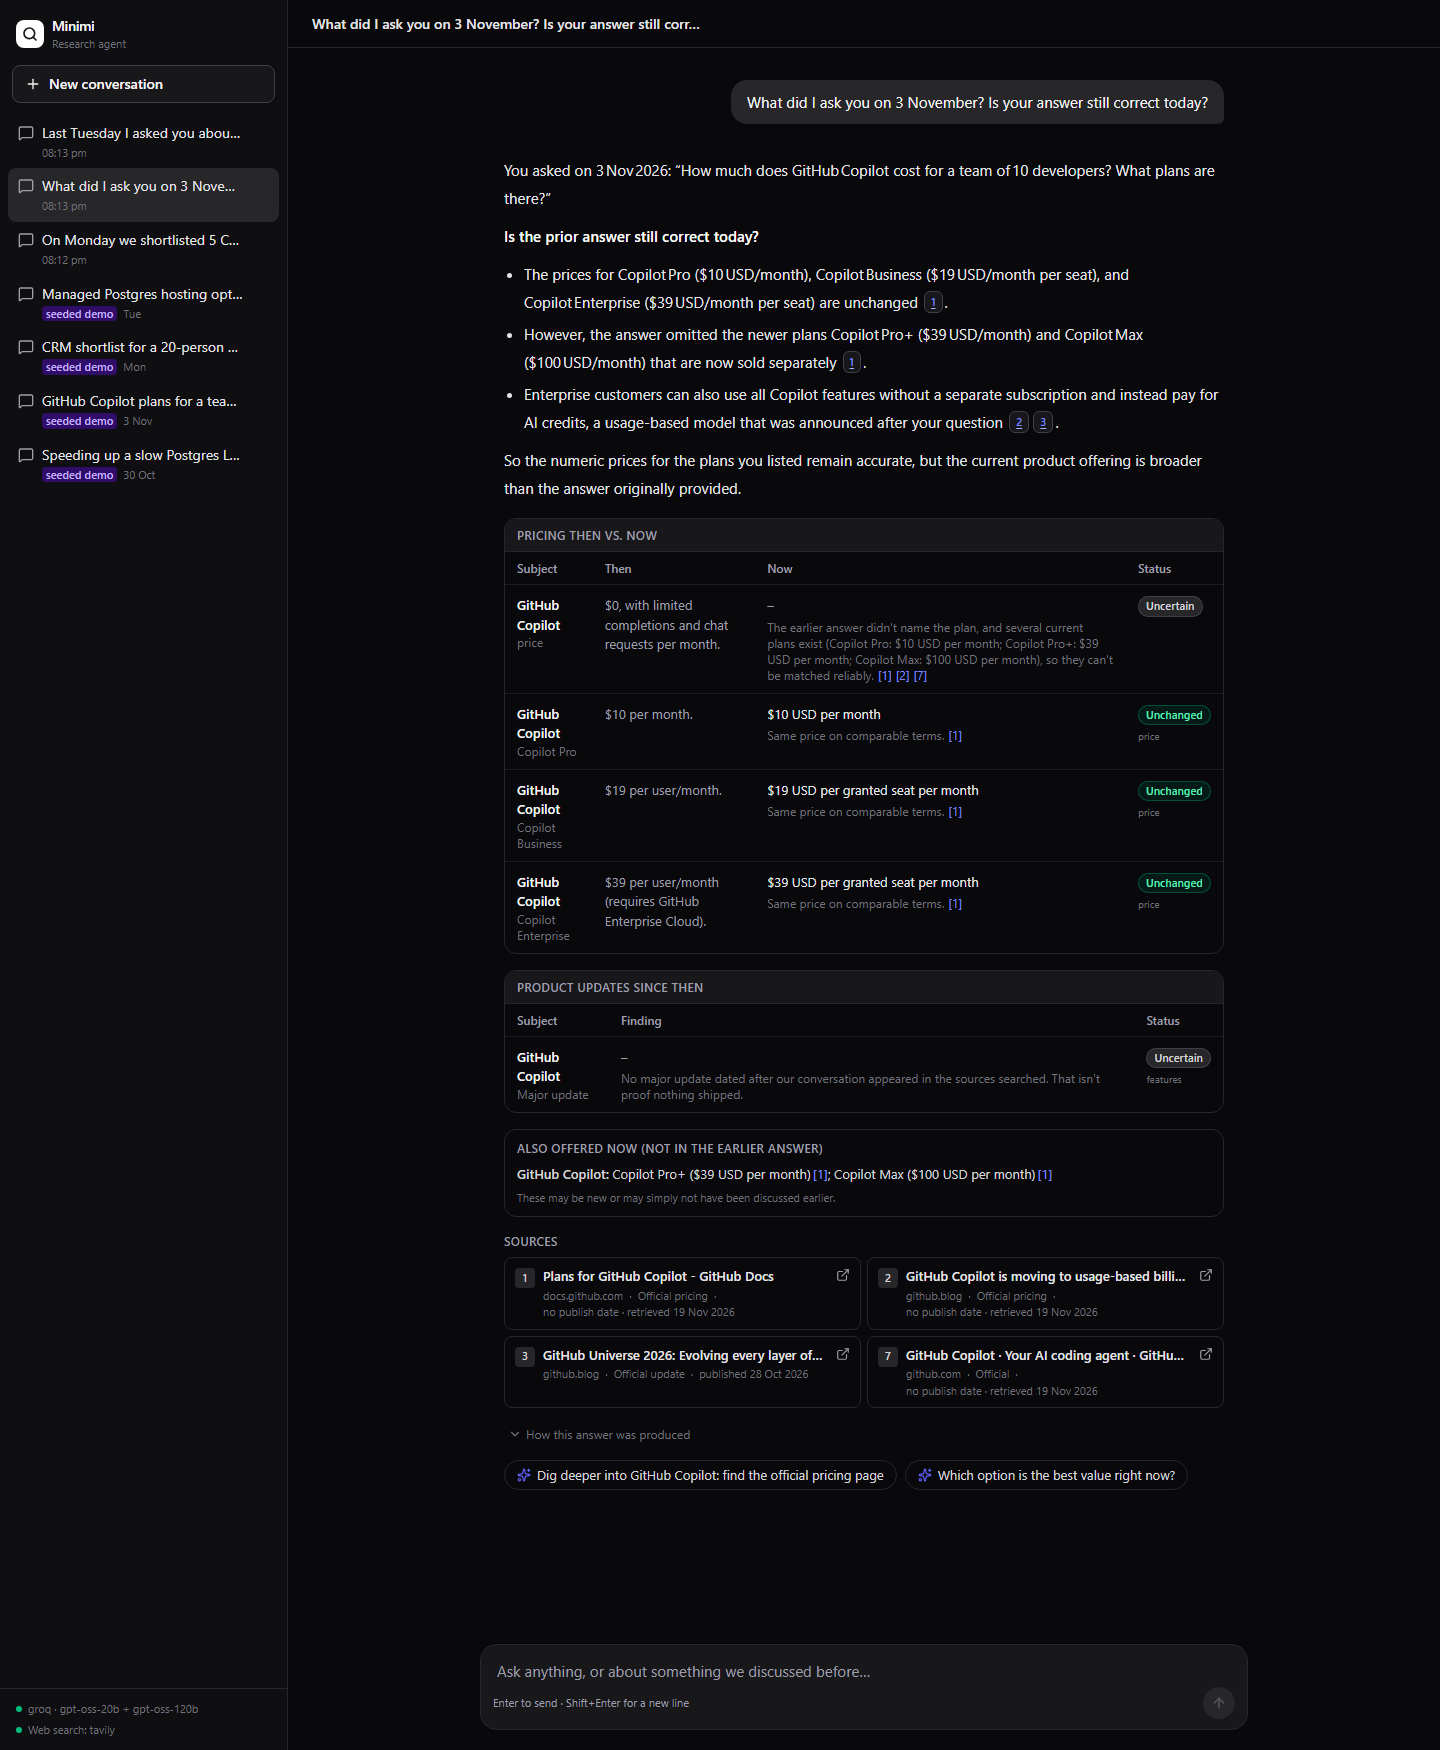 Minimi
Research agent
New conversation
Last Tuesday I asked you abou...
08:13 pm
What did I ask you on 3 Nove...
08:13 pm
On Monday we shortlisted 5 C...
08:12 pm
Managed Postgres hosting opt...
seeded demo Tue
CRM shortlist for a 20-person ...
seeded demo Mon
GitHub Copilot plans for a tea...
seeded demo 3 Nov
Speeding up a slow Postgres L...
seeded demo 30 Oct
groq · gpt-oss-20b + gpt-oss-120b
Web search: tavily
What did I ask you on 3 November? Is your answer still corr...
What did I ask you on 3 November? Is your answer still correct today?
You asked on 3 Nov 2026: “How much does GitHub Copilot cost for a team of 10 developers? What plans are
there?”
Is the prior answer still correct today?
• The prices for Copilot Pro ($10 USD/month), Copilot Business ($19 USD/month per seat), and
Copilot Enterprise ($39 USD/month per seat) are unchanged 1.
• However, the answer omitted the newer plans Copilot Pro+ ($39 USD/month) and Copilot Max
($100 USD/month) that are now sold separately 1.
• Enterprise customers can also use all Copilot features without a separate subscription and instead pay for
AI credits, a usage-based model that was announced after your question 2 3.
So the numeric prices for the plans you listed remain accurate, but the current product offering is broader
than the answer originally provided.
PRICING THEN VS. NOW
Subject Then Now Status
GitHub
Copilot
price
$0, with limited
completions and chat
requests per month.
–
The earlier answer didn't name the plan, and several current
plans exist (Copilot Pro: $10 USD per month; Copilot Pro+: $39
USD per month; Copilot Max: $100 USD per month), so they can't
be matched reliably. [1] [2] [7]
Uncertain
GitHub
Copilot
Copilot Pro
$10 per month.
$10 USD per month
Same price on comparable terms. [1]
Unchanged
price
GitHub
Copilot
Copilot
Business
$19 per user/month.
$19 USD per granted seat per month
Same price on comparable terms. [1]
Unchanged
price
GitHub
Copilot
Copilot
Enterprise
$39 per user/month
(requires GitHub
Enterprise Cloud).
$39 USD per granted seat per month
Same price on comparable terms. [1]
Unchanged
price
PRODUCT UPDATES SINCE THEN
Subject Finding Status
GitHub
Copilot
Major update
–
No major update dated after our conversation appeared in the sources searched. That isn't
proof nothing shipped.
Uncertain
features
ALSO OFFERED NOW (NOT IN THE EARLIER ANSWER)
GitHub Copilot: Copilot Pro+ ($39 USD per month) [1]; Copilot Max ($100 USD per month) [1]
These may be new or may simply not have been discussed earlier.
SOURCES
1 Plans for GitHub Copilot - GitHub Docs
docs.github.com · Official pricing ·
no publish date · retrieved 19 Nov 2026
2 GitHub Copilot is moving to usage-based billi...
github.blog · Official pricing ·
no publish date · retrieved 19 Nov 2026
3 GitHub Universe 2026: Evolving every layer of...
github.blog · Official update · published 28 Oct 2026
7 GitHub Copilot · Your AI coding agent · GitHu...
github.com · Official ·
no publish date · retrieved 19 Nov 2026
How this answer was produced
Dig deeper into GitHub Copilot: find the official pricing page
Which option is the best value right now?
Ask anything, or about something we discussed before...
Enter to send · Shift+Enter for a new line